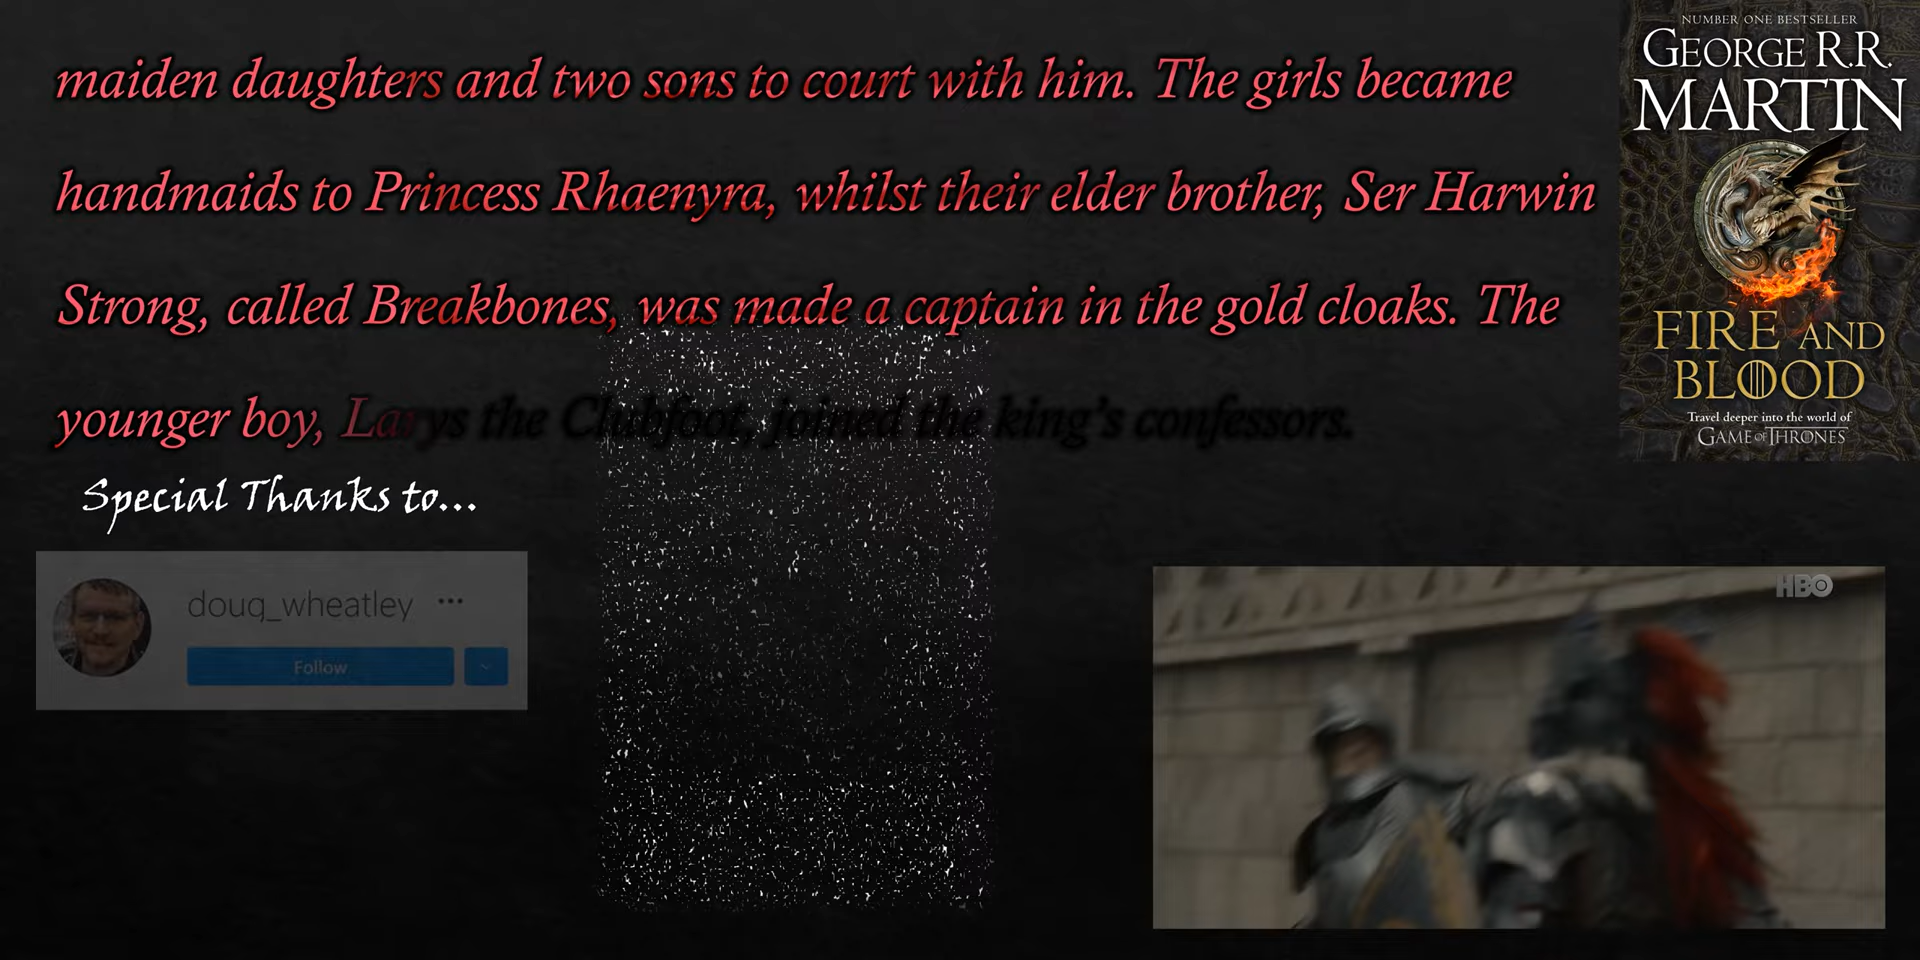 maiden daughters and two sons to court with him. The girls became
handmaids to Princess Rhaenyra, whilst their elder brother, Ser Harwin
Strong, called Breakbones, was made a captain in the gold cloaks. The
younger boy, Larys the Clubfoot, joined the king's confessors.
Special Thanks to...
doug_wheatley ...
Follow
NUMBER ONE BESTSELLER
GEORGE R.R.
MARTIN
FIRE AND
BLOOD
Travel deeper into the world of
GAME OF THRONES
HBO